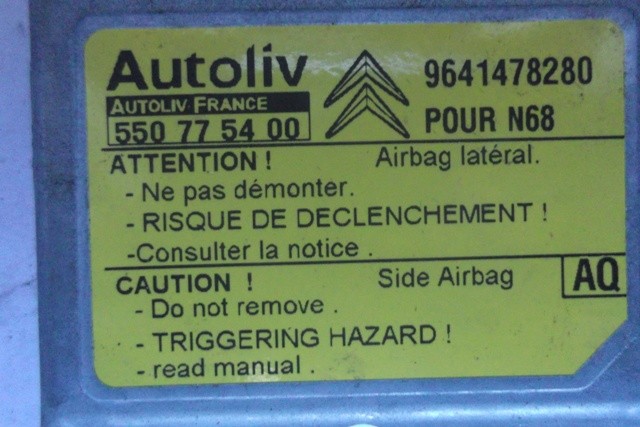 Autoliv
9641478280
AUTOLIV FRANCE
550 77 54 00
POUR N68
ATTENTION ! Airbag latéral.
- Ne pas démonter.
- RISQUE DE DECLENCHEMENT !
-Consulter la notice .
CAUTION ! Side Airbag AQ
- Do not remove .
- TRIGGERING HAZARD !
- read manual .